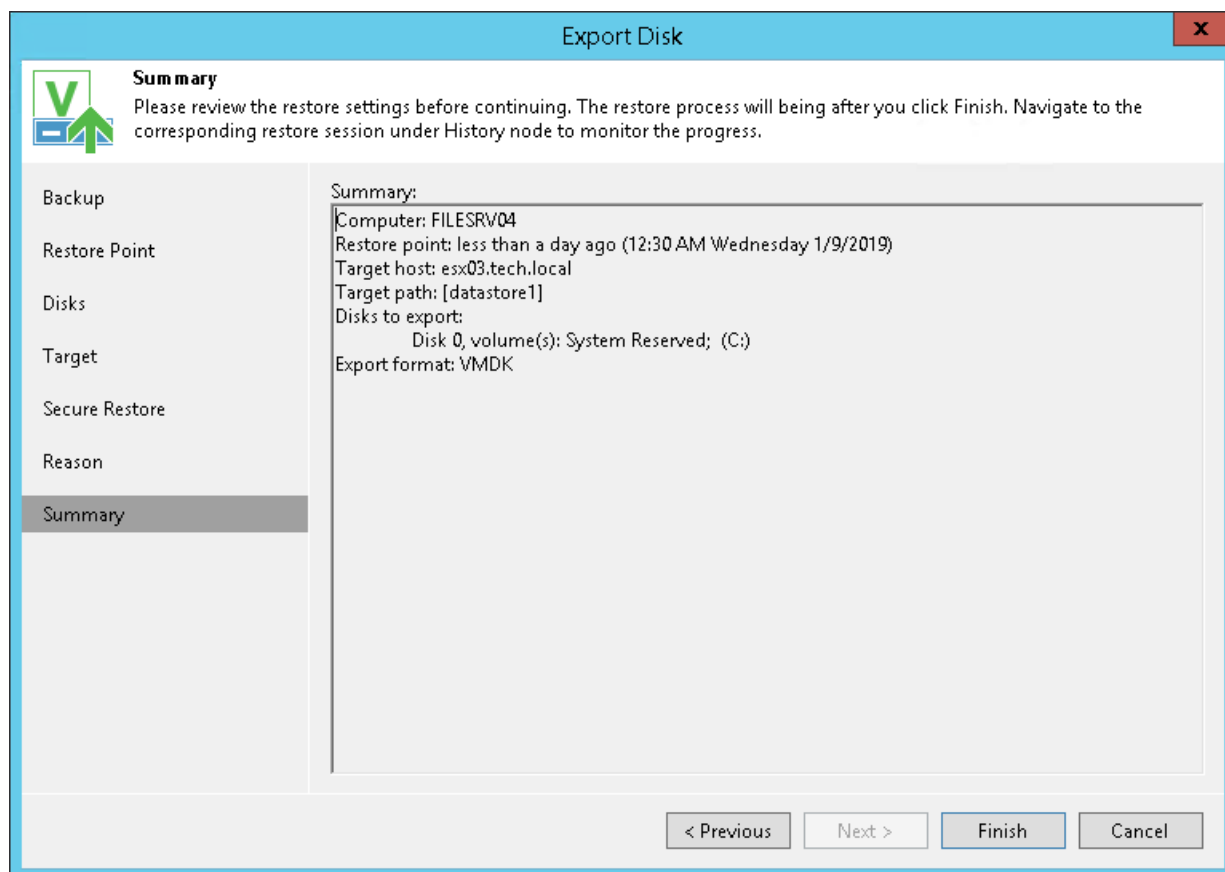 Export Disk
x
V
Summary
Please review the restore settings before continuing. The restore process will being after you click Finish. Navigate to the
corresponding restore session under History node to monitor the progress.
Backup
Restore Point
Disks
Target
Secure Restore
Reason
Summary
Summary:
Computer: FILESRV04
Restore point: less than a day ago (12:30 AM Wednesday 1/9/2019)
Target host: esx03.tech.local
Target path: [datastore1]
Disks to export:
Disk 0, volume(s): System Reserved;  (C:)
Export format: VMDK
< Previous
Next >
Finish
Cancel